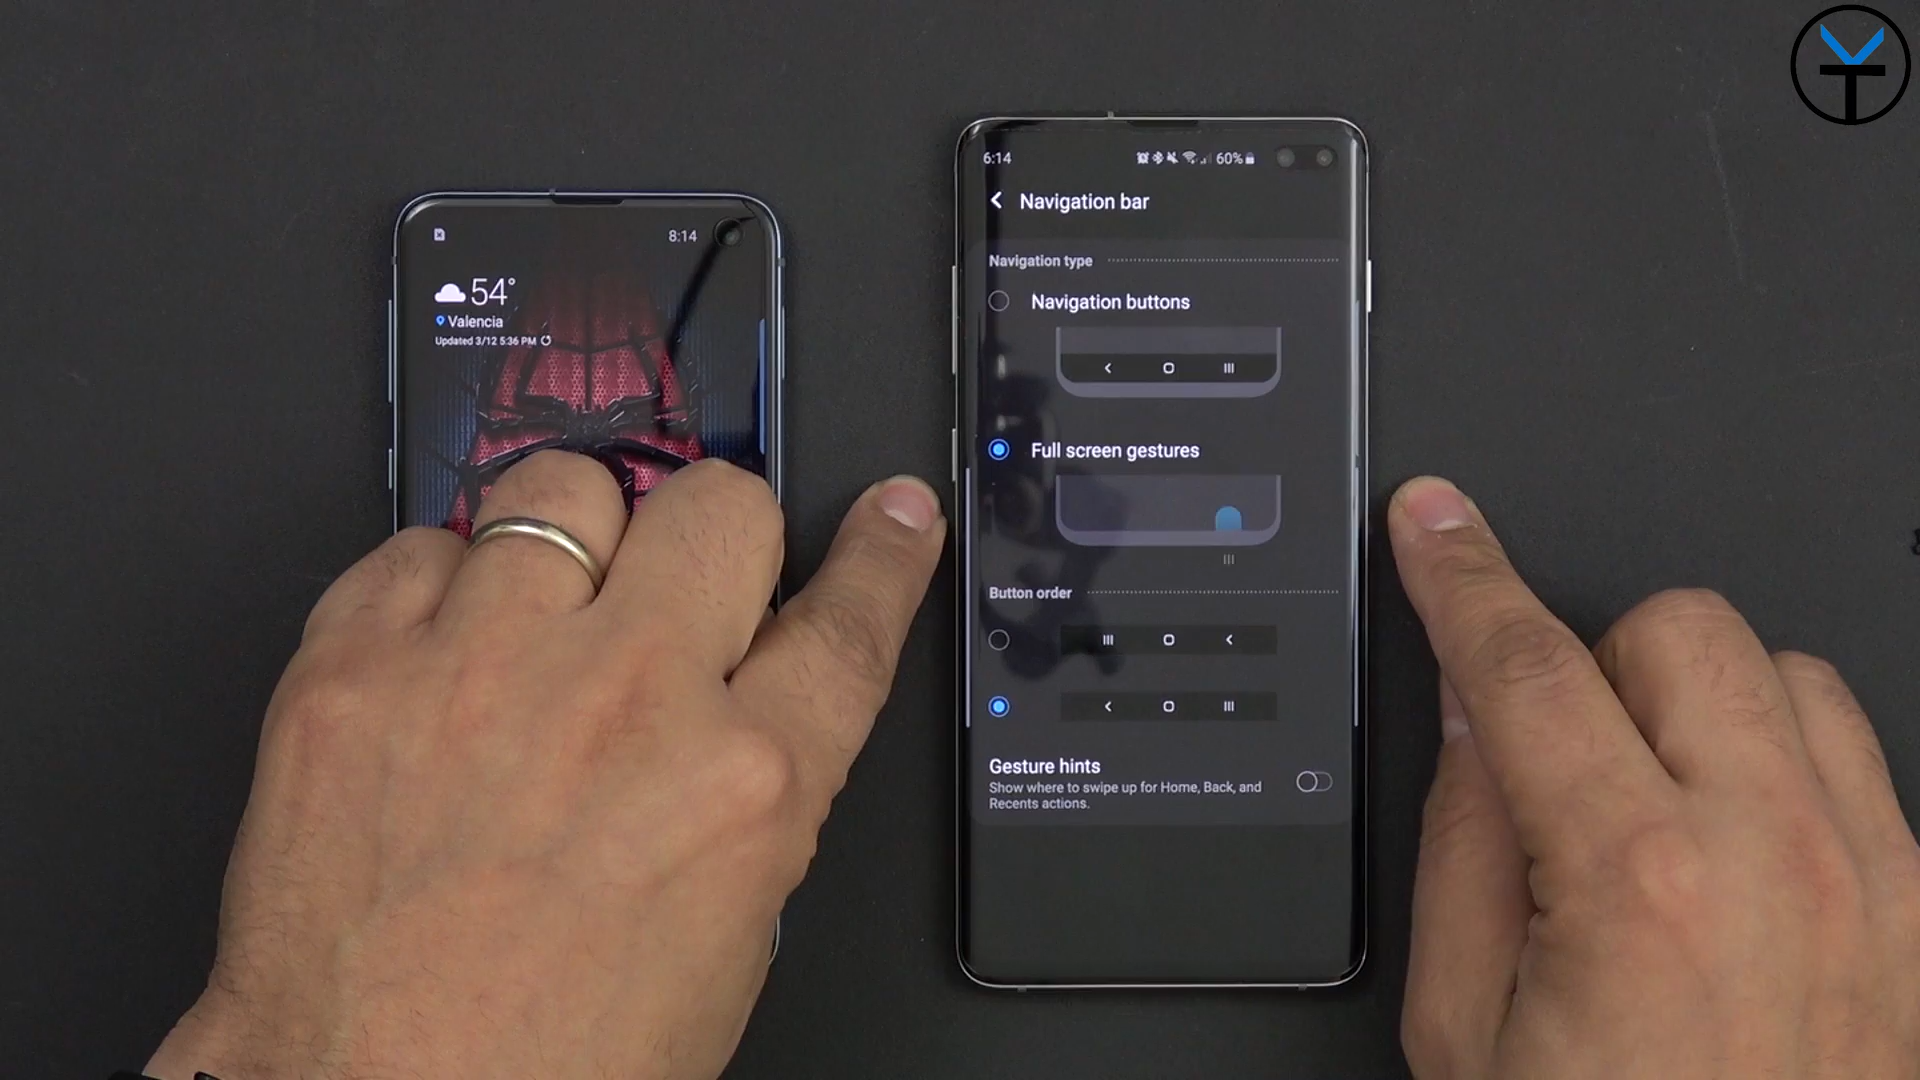 8:14
54°
Valencia
Updated 3/12 5:36 PM
6:14
60%
Navigation bar
Navigation type
Navigation buttons
Full screen gestures
Button order
Gesture hints
Show where to swipe up for Home, Back, and
Recents actions.